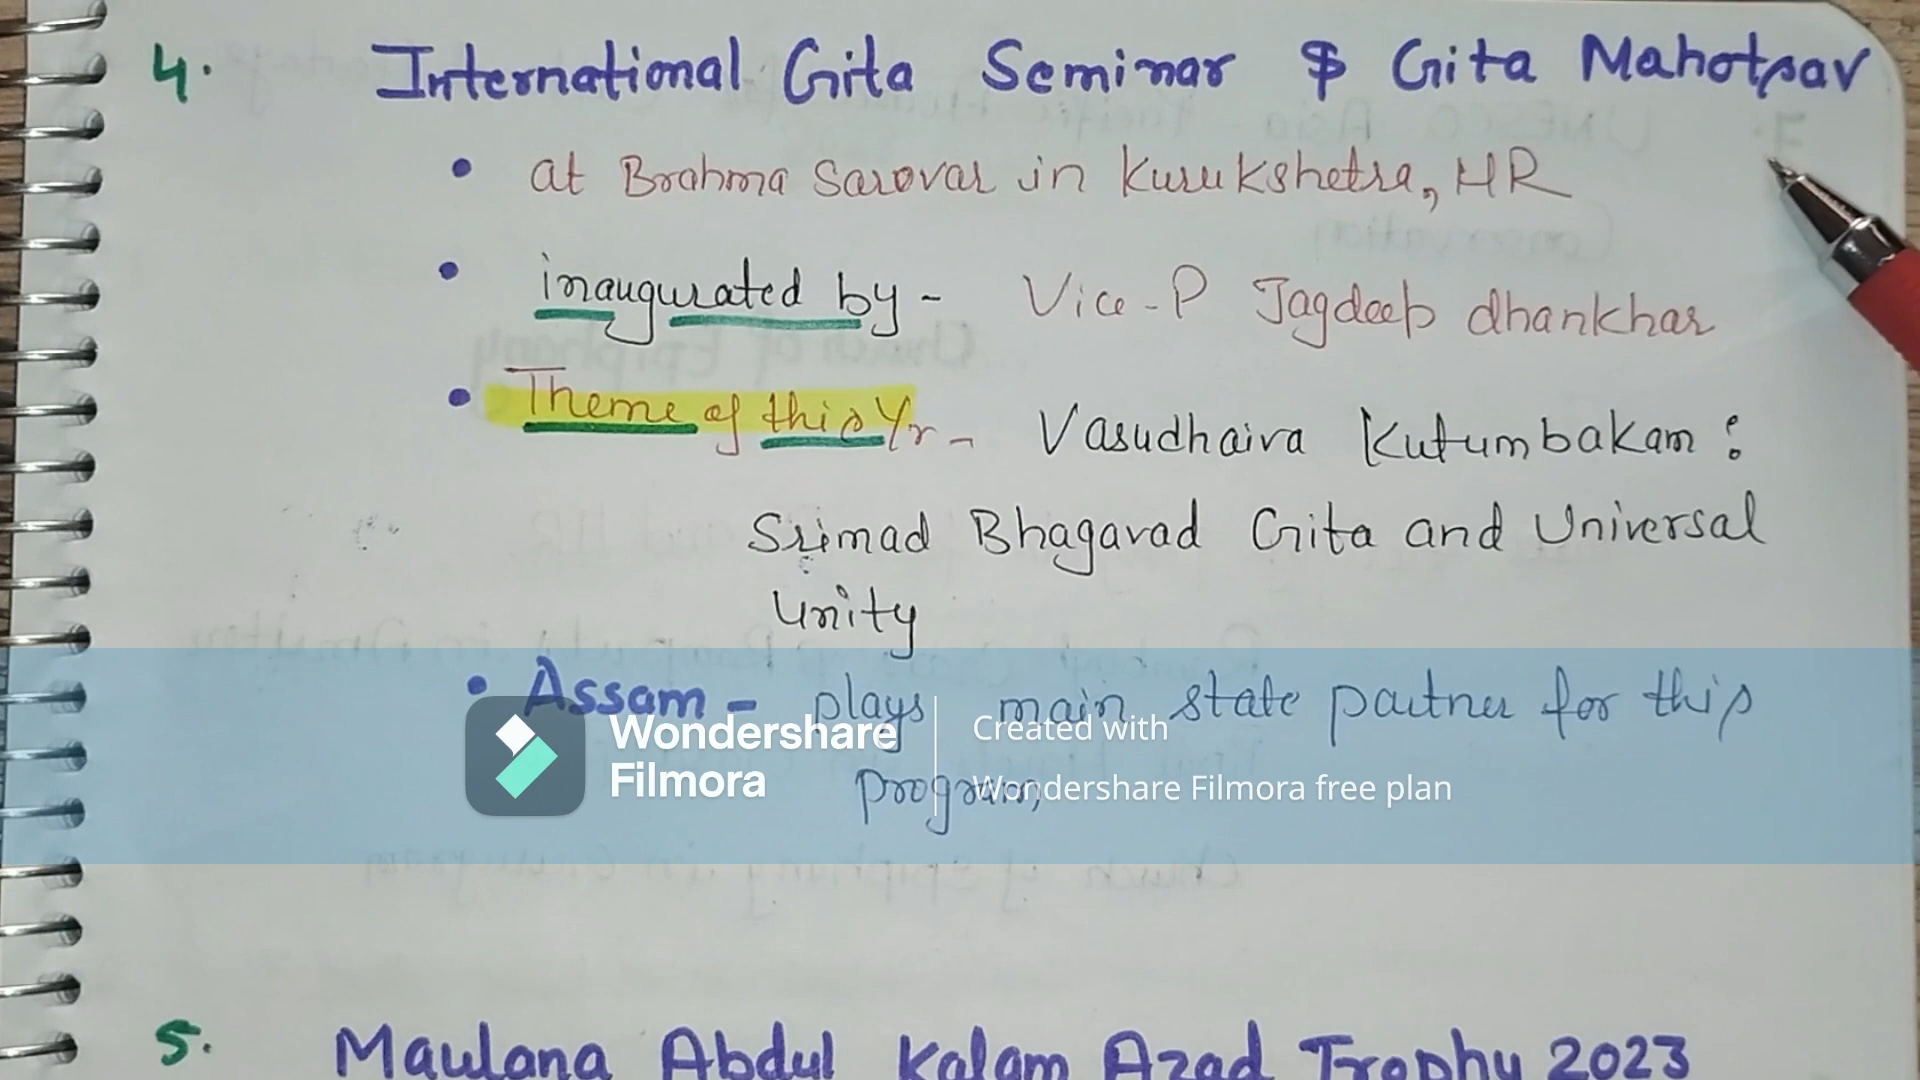 4. International Gita Seminar & Gita Mahotsav
• at Brahma Sarovar in Kurukshetra, HR
• inaugurated by - Vice-P Jagdeep dhankhar
• Theme of this Yr - Vasudhaiva Kutumbakam :
Srimad Bhagavad Gita and Universal
Unity
• Assam - plays main state partner for this
program,
Wondershare
Filmora
Created with
Wondershare Filmora free plan
5. Maulana Abdul Kalam Azad Trophy 2023